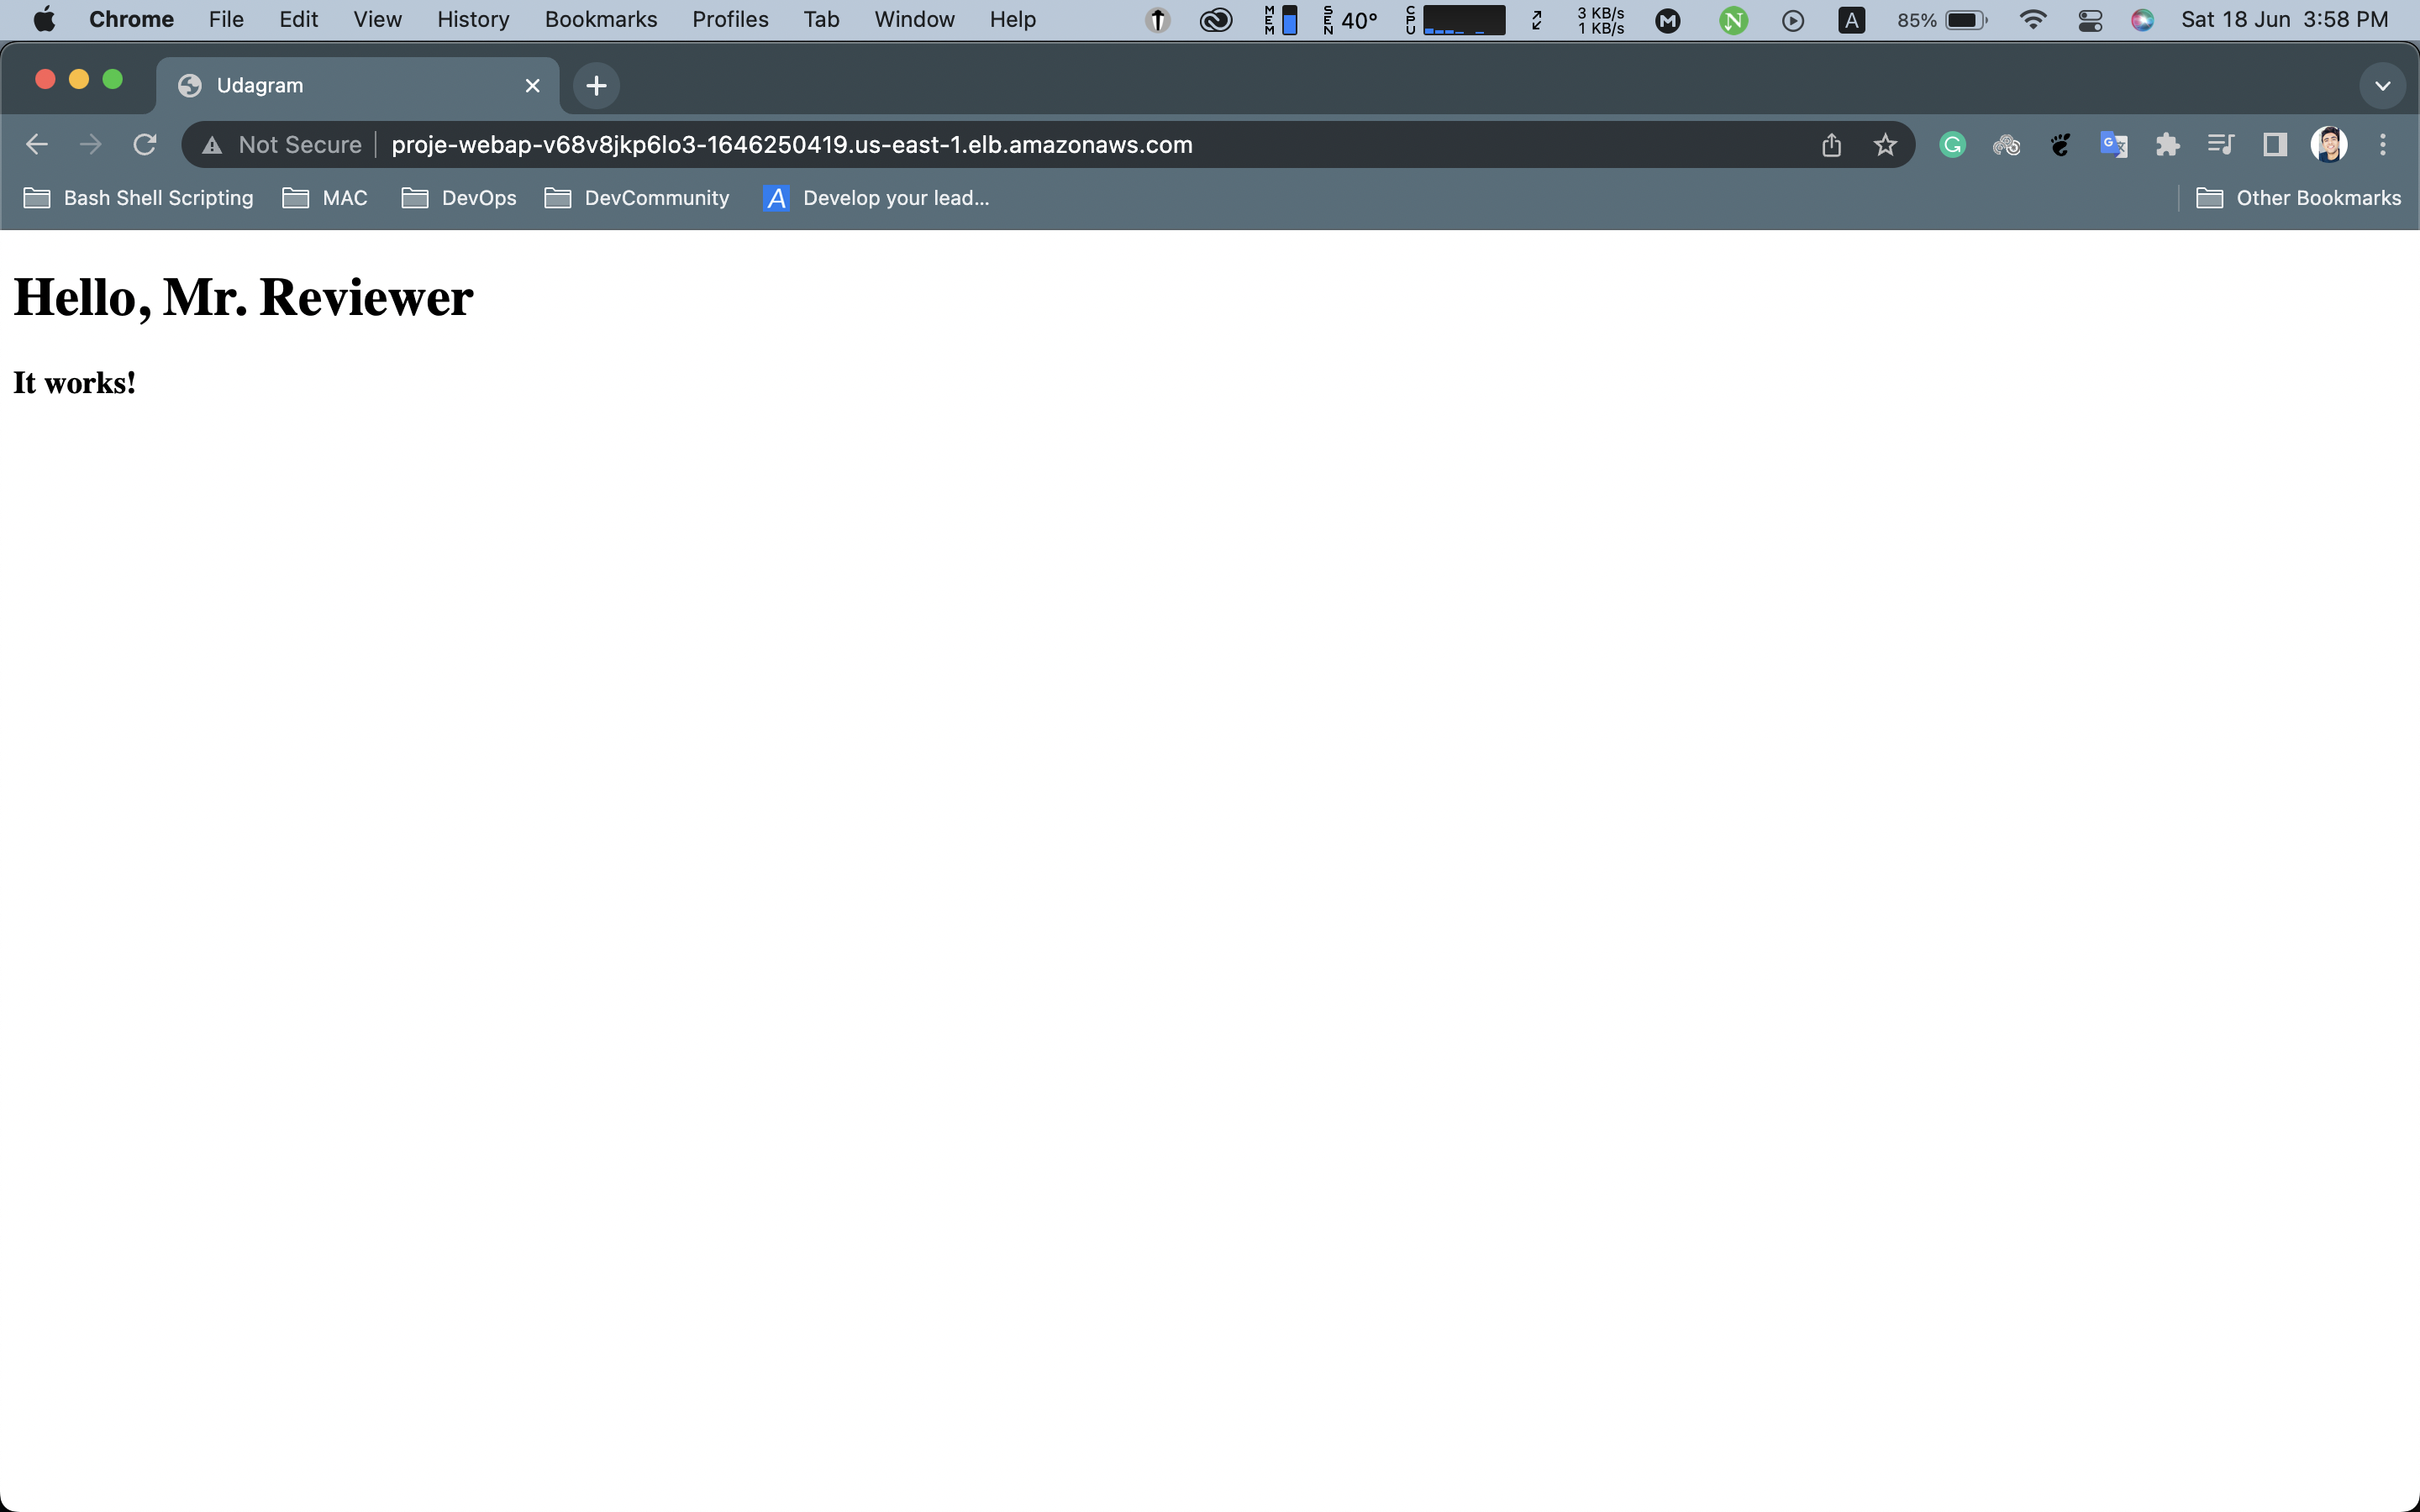 Chrome File Edit View History Bookmarks Profiles Tab Window Help MEM SEN 40° CPU 3 KB/s 1 KB/s M N A 85% Sat 18 Jun 3:58 PM
Udagram
Not Secure proje-webap-v68v8jkp6lo3-1646250419.us-east-1.elb.amazonaws.com
Bash Shell Scripting MAC DevOps DevCommunity A Develop your lead... Other Bookmarks
Hello, Mr. Reviewer
It works!